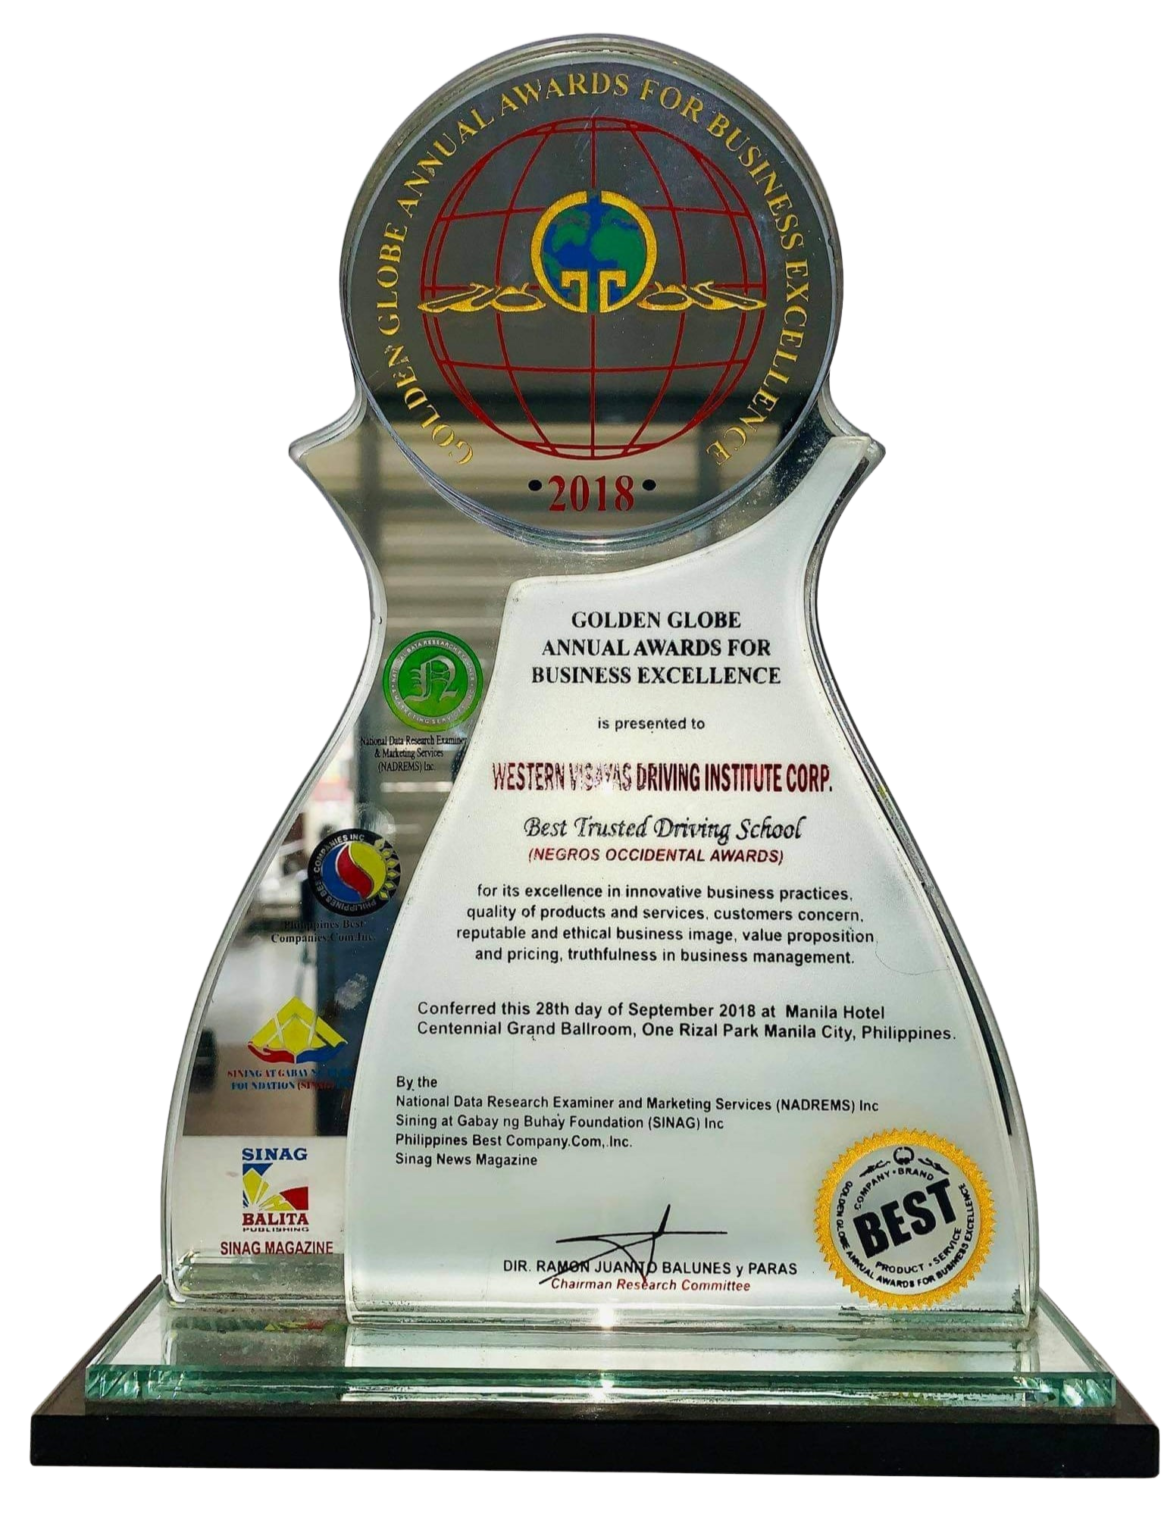 GOLDEN GLOBE ANNUAL AWARDS FOR BUSINESS EXCELLENCE
•2018•
GOLDEN GLOBE
ANNUAL AWARDS FOR
BUSINESS EXCELLENCE
is presented to
WESTERN VISAYAS DRIVING INSTITUTE CORP.
Best Trusted Driving School
(NEGROS OCCIDENTAL AWARDS)
for its excellence in innovative business practices,
quality of products and services, customers concern,
reputable and ethical business image, value proposition
and pricing, truthfulness in business management.
Conferred this 28th day of September 2018 at Manila Hotel
Centennial Grand Ballroom, One Rizal Park Manila City, Philippines.
By the
National Data Research Examiner and Marketing Services (NADREMS) Inc
Sining at Gabay ng Buhay Foundation (SINAG) Inc
Philippines Best Company.Com,.Inc.
Sinag News Magazine
DIR. RAMON JUANITO BALUNES y PARAS
Chairman Research Committee
N
National Data Research Examiner
& Marketing Services
(NADREMS) Inc.
Philippines Best
Companies.Com.Inc.
SINING AT GABAY
FOUNDATION
SINAG
BALITA
PUBLISHING
SINAG MAGAZINE
COMPANY • BRAND
BEST
PRODUCT • SERVICE
GOLDEN GLOBE ANNUAL AWARDS FOR BUSINESS EXCELLENCE